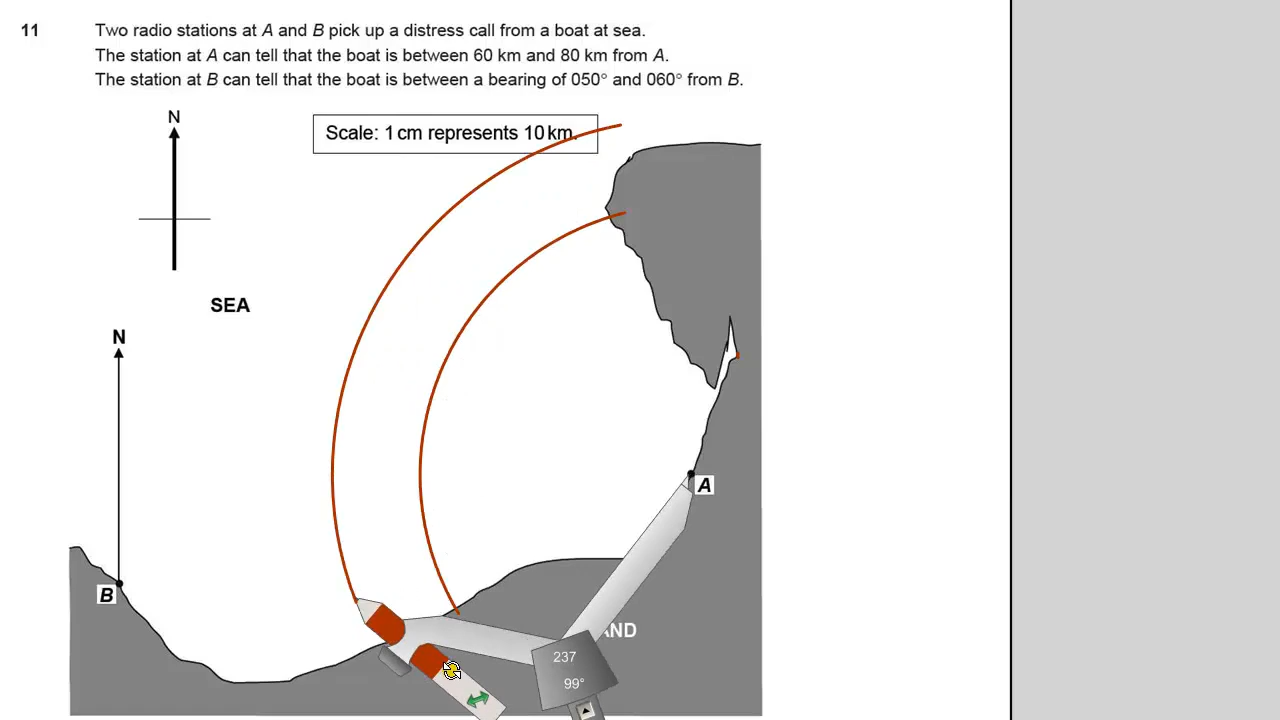 11 Two radio stations at A and B pick up a distress call from a boat at sea.
The station at A can tell that the boat is between 60 km and 80 km from A.
The station at B can tell that the boat is between a bearing of 050° and 060° from B.
N
Scale: 1 cm represents 10 km.
SEA
N
A
B
AND
237
99°